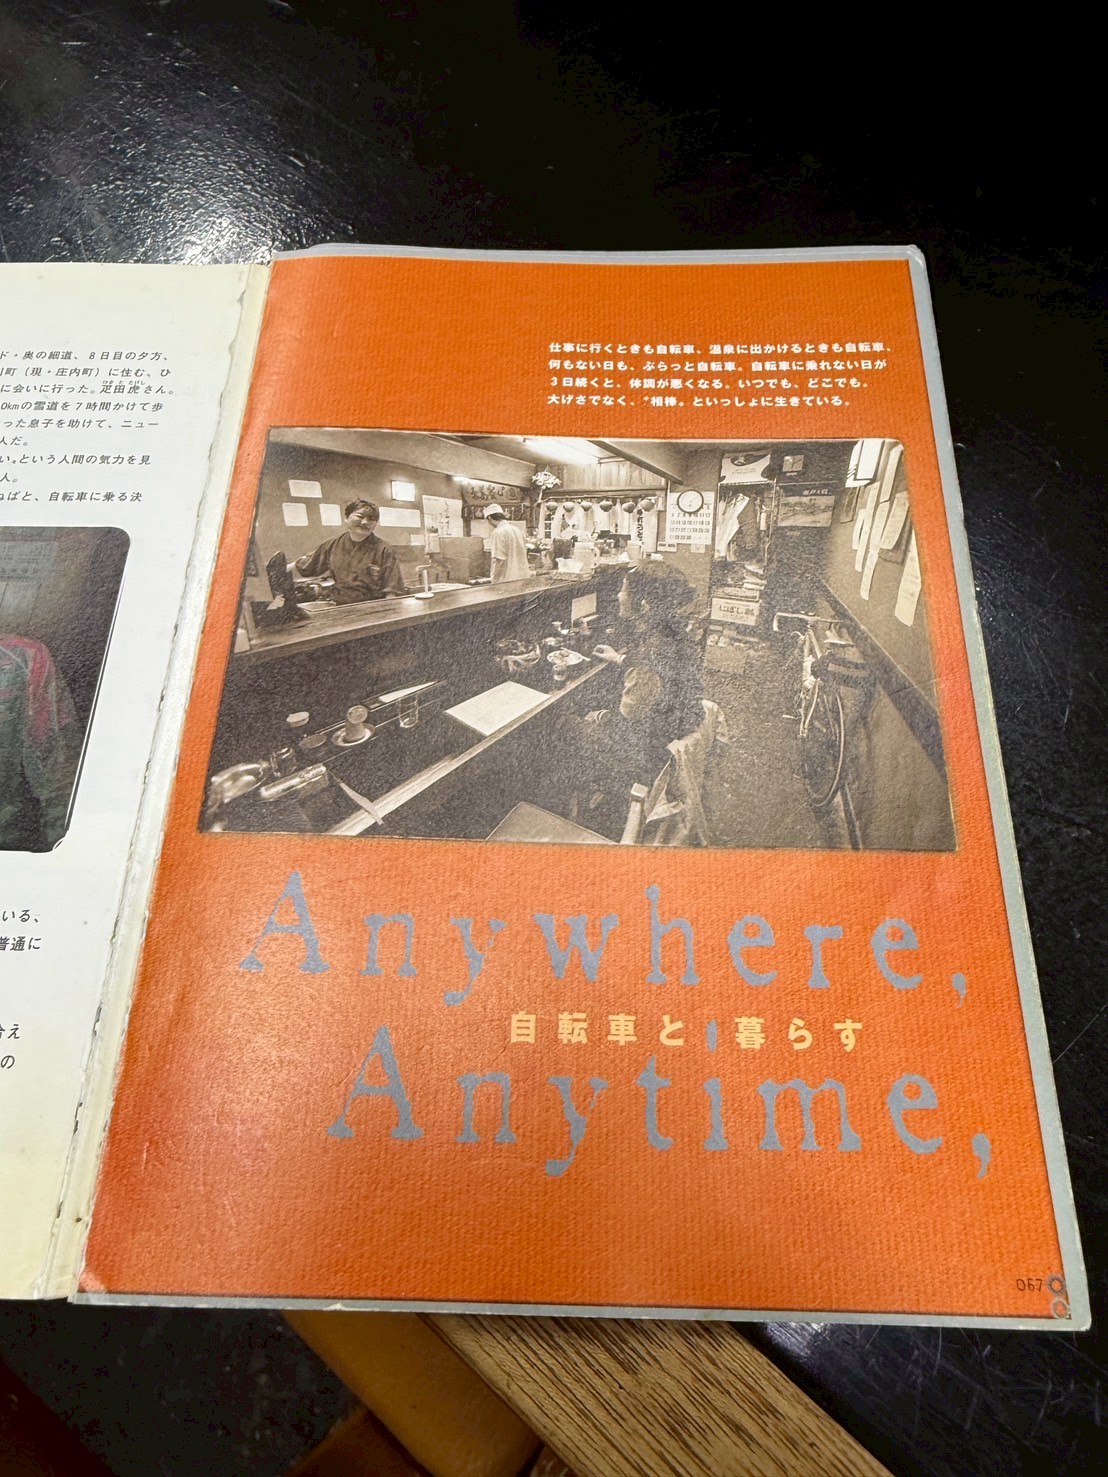 ド・奥の細道、8日目の夕方、
町（現・庄内町）に住む。ひ
に会いに行った。疋田虎さん。
0kmの雪道を7時間かけて歩
った息子を助けて、ニュー
人だ。
い。という人間の気力を見
人。
ねばと、自転車に乗る決
いる、
普通に
え
の
仕事に行くときも自転車、温泉に出かけるときも自転車、
何もない日も、ぶらっと自転車。自転車に乗れない日が
3日続くと、体調が悪くなる。いつでも、どこでも。
大げさでなく、"相棒。といっしょに生きている。
にぼし
Anywhere,
自転車と暮らす
Anytime,
067